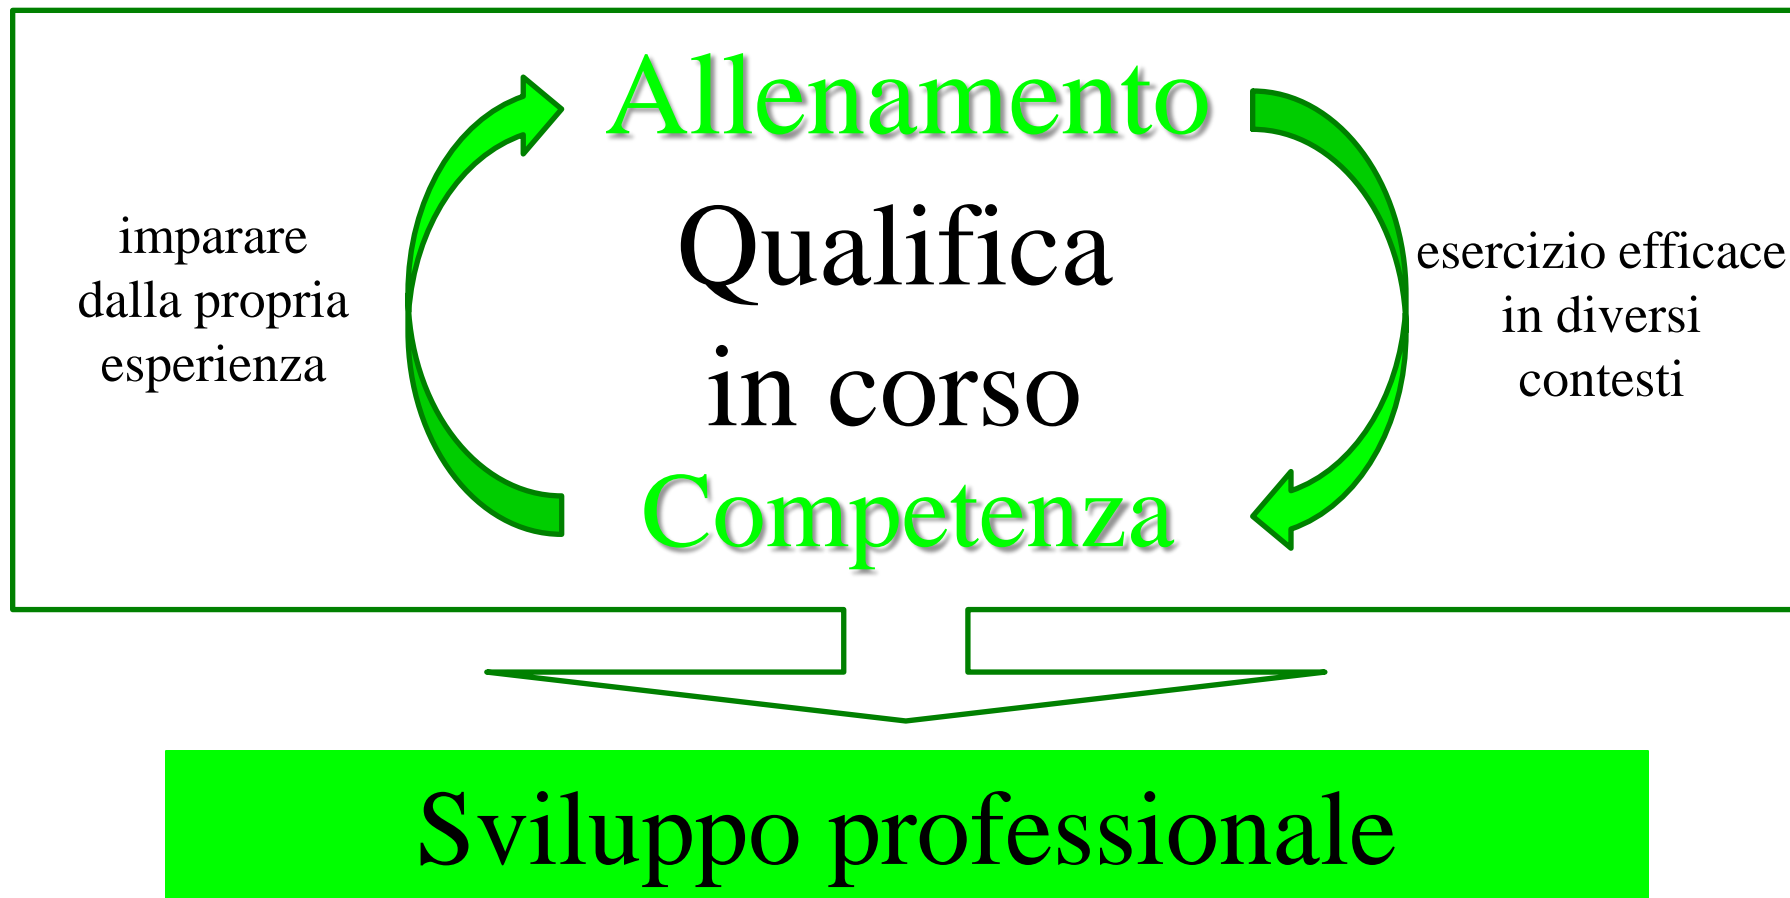 Allenamento
imparare
dalla propria
esperienza
Qualifica
in corso
esercizio efficace
in diversi
contesti
Competenza
Sviluppo professionale